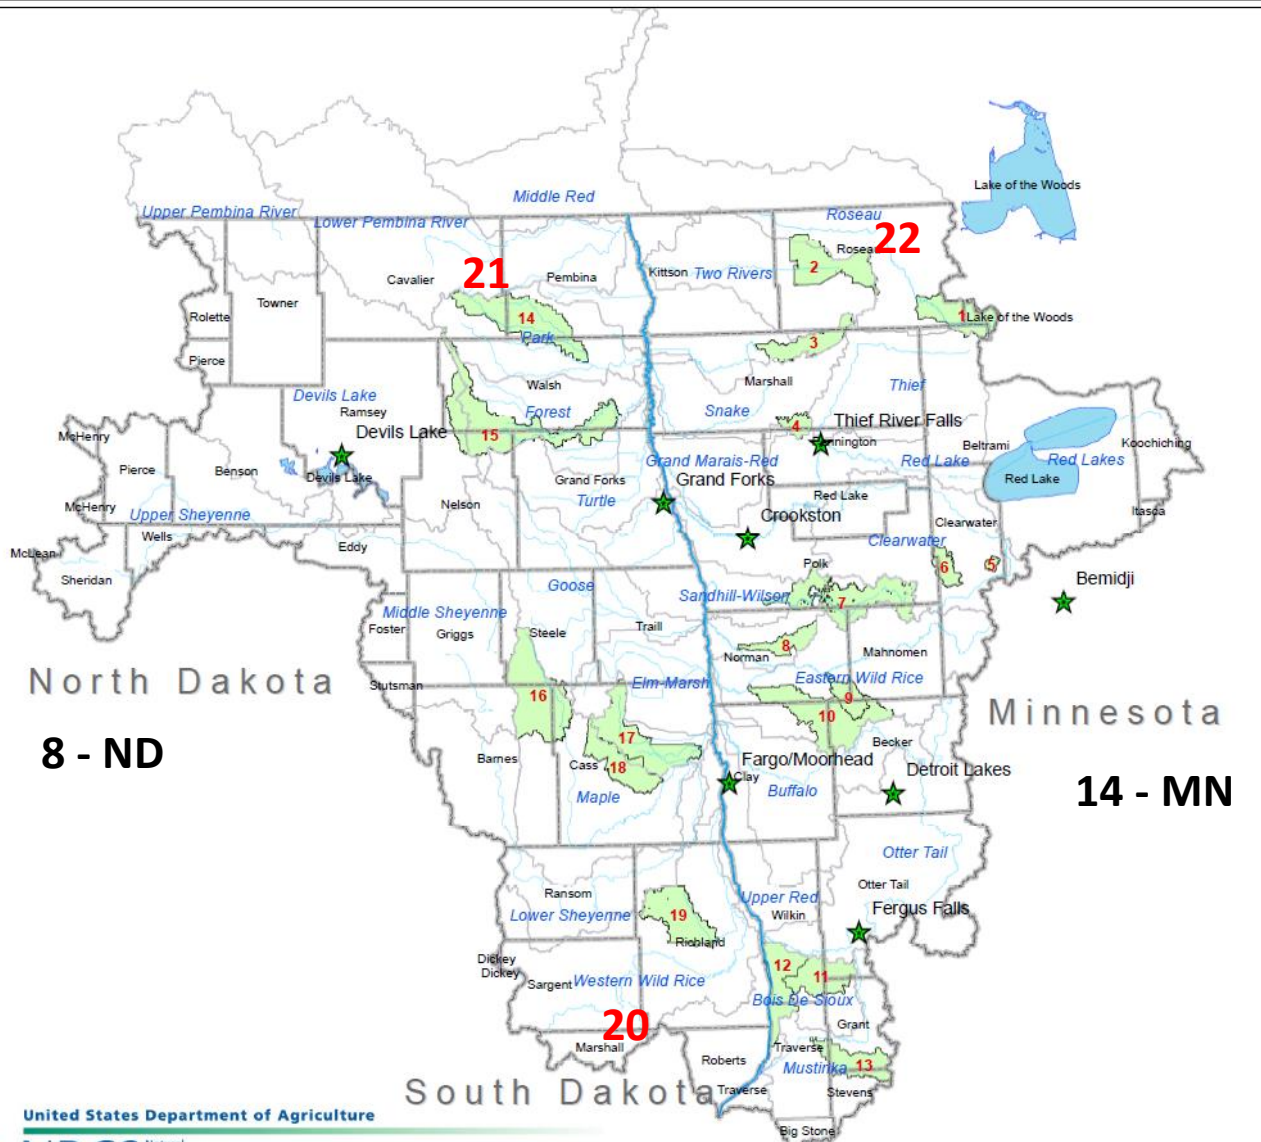 Lake of the Woods
Middle Red
Upper Pembina River
Lower Pembina River
Roseau
22
Cavalier
21
Pembina
Kittson
Two Rivers
2
Towner
Rolette
14
1
Lake of the Woods
Park
3
Pierce
Walsh
Marshall
Thief
Devils Lake
Ramsey
Forest
Snake
4
Thief River Falls
Devils Lake
15
McHenry
Beltrami
Koochiching
Pierce
Benson
Devils Lake
Grand Marais-Red
Red Lake
Red Lakes
Grand Forks
Grand Forks
Red Lake
Nelson
Turtle
Red Lake
McHenry
Upper Sheyenne
Crookston
Clearwater
Itasca
Wells
Eddy
Clearwater
McLean
Sheridan
Polk
6
5
Bemidji
Goose
Sandhill-Wilson
7
Middle Sheyenne
Foster
Griggs
Steele
Traill
8
Norman
Mahnomen
North Dakota
Stutsman
Elm-Marsh
Eastern Wild Rice
16
9
Minnesota
10
17
8 - ND
Barnes
Cass
18
Becker
Fargo/Moorhead
Clay
Detroit Lakes
Maple
Buffalo
14 - MN
Otter Tail
Ransom
Otter Tail
Upper Red
Lower Sheyenne
19
Wilkin
Fergus Falls
Richland
Dickey
Dickey
12
11
Sargent
Western Wild Rice
Bois De Sioux
20
Grant
Marshall
Traverse
Roberts
Mustinka
13
South Dakota
Traverse
Stevens
United States Department of Agriculture
Big Stone